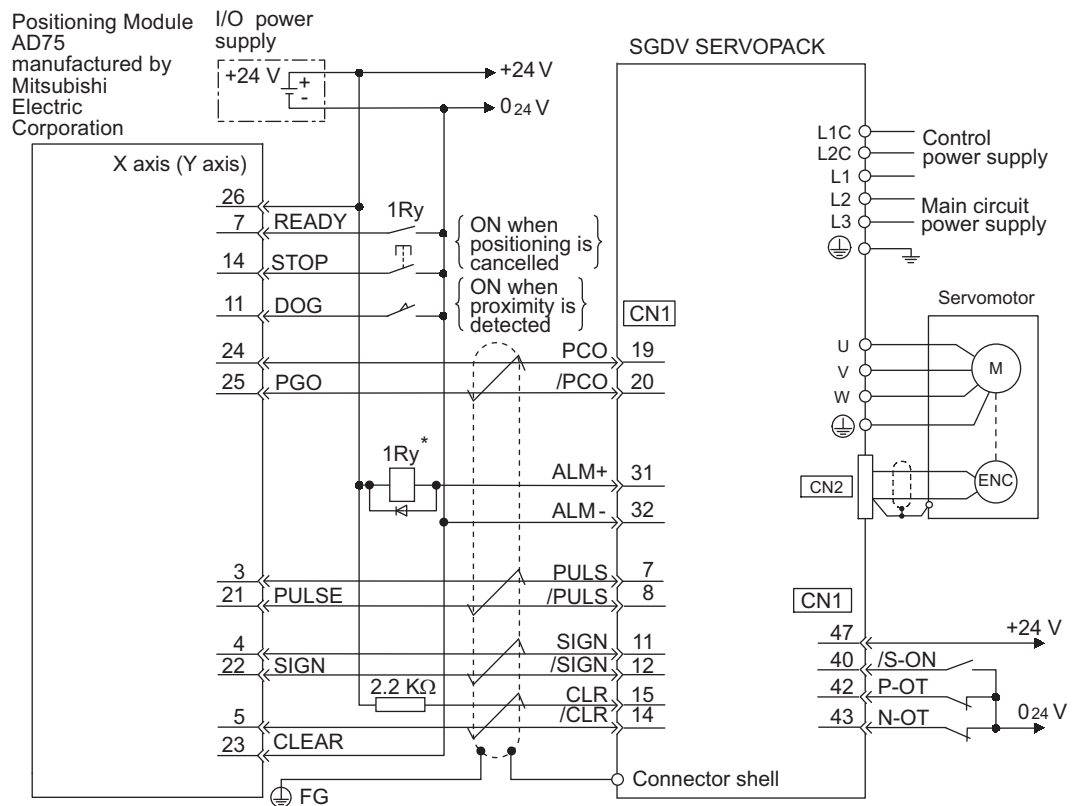 Positioning Module
AD75
manufactured by
Mitsubishi
Electric
Corporation
I/O power
supply
+24 V
+
-
+24 V
024 V
SGDV SERVOPACK
X axis (Y axis)
26
7 READY 1Ry
ON when
positioning is
cancelled
14 STOP
11 DOG
ON when
proximity is
detected
CN1
24 PCO 19
25 PGO /PCO 20
1Ry*
ALM+ 31
ALM - 32
3 PULS 7
21 PULSE /PULS 8
4 SIGN 11
22 SIGN /SIGN 12
2.2 KΩ CLR 15
5 /CLR 14
23 CLEAR
FG
Connector shell
L1C
L2C
Control
power supply
L1
L2
L3
Main circuit
power supply
Servomotor
U
V
W
M
CN2
ENC
CN1
47 +24 V
40 /S-ON
42 P-OT
43 N-OT 024 V